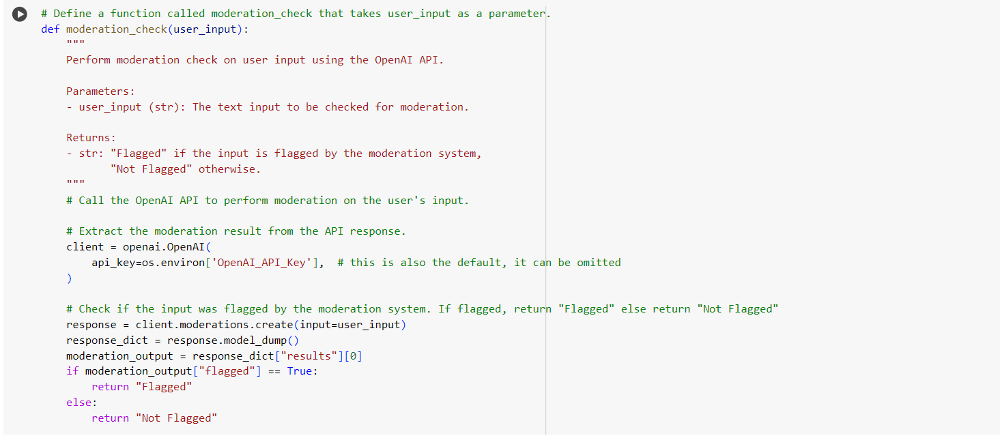 # Define a function called moderation_check that takes user_input as a parameter.
def moderation_check(user_input):
    """
    Perform moderation check on user input using the OpenAI API.

    Parameters:
    - user_input (str): The text input to be checked for moderation.

    Returns:
    - str: "Flagged" if the input is flagged by the moderation system,
           "Not Flagged" otherwise.
    """
    # Call the OpenAI API to perform moderation on the user's input.

    # Extract the moderation result from the API response.
    client = openai.OpenAI(
        api_key=os.environ['OpenAI_API_Key'],  # this is also the default, it can be omitted
    )

    # Check if the input was flagged by the moderation system. If flagged, return "Flagged" else return "Not Flagged"
    response = client.moderations.create(input=user_input)
    response_dict = response.model_dump()
    moderation_output = response_dict["results"][0]
    if moderation_output["flagged"] == True:
        return "Flagged"
    else:
        return "Not Flagged"